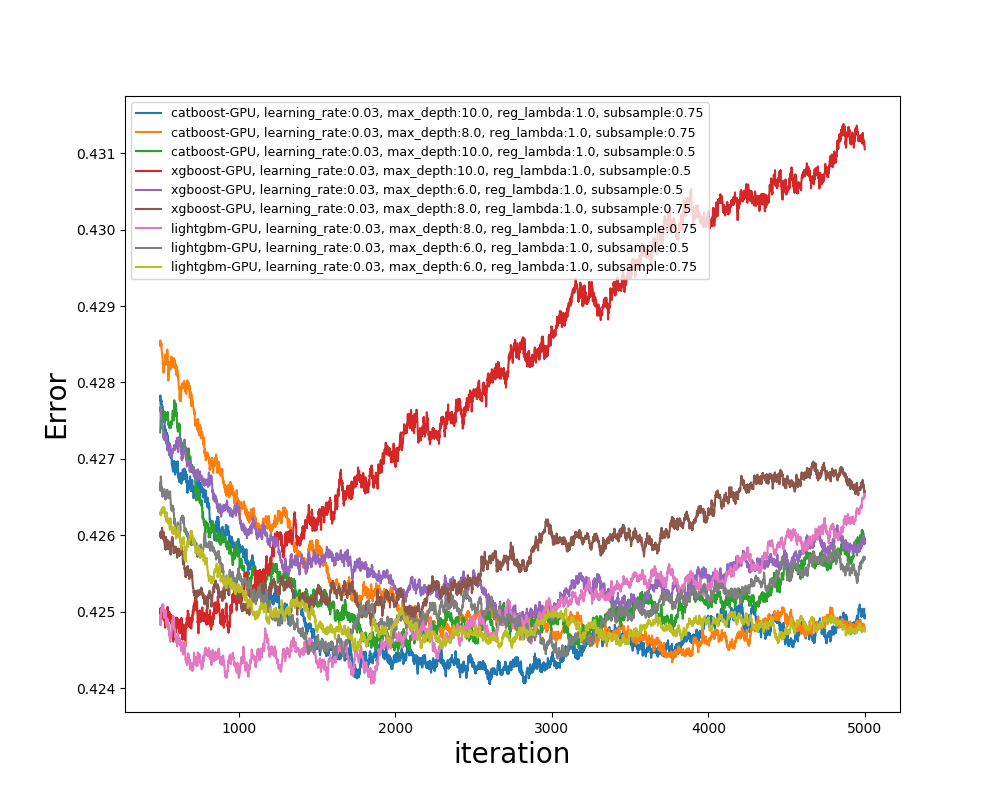 catboost-GPU, learning_rate:0.03, max_depth:10.0, reg_lambda:1.0, subsample:0.75
catboost-GPU, learning_rate:0.03, max_depth:8.0, reg_lambda:1.0, subsample:0.75
catboost-GPU, learning_rate:0.03, max_depth:10.0, reg_lambda:1.0, subsample:0.5
xgboost-GPU, learning_rate:0.03, max_depth:10.0, reg_lambda:1.0, subsample:0.5
xgboost-GPU, learning_rate:0.03, max_depth:6.0, reg_lambda:1.0, subsample:0.5
xgboost-GPU, learning_rate:0.03, max_depth:8.0, reg_lambda:1.0, subsample:0.75
lightgbm-GPU, learning_rate:0.03, max_depth:8.0, reg_lambda:1.0, subsample:0.75
lightgbm-GPU, learning_rate:0.03, max_depth:6.0, reg_lambda:1.0, subsample:0.5
lightgbm-GPU, learning_rate:0.03, max_depth:6.0, reg_lambda:1.0, subsample:0.75
0.431
0.430
0.429
0.428
0.427
0.426
0.425
0.424
Error
1000 2000 3000 4000 5000
iteration